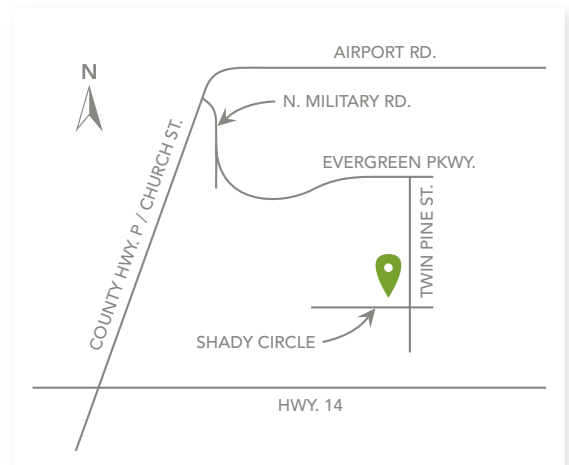 AIRPORT RD.
N
N. MILITARY RD.
COUNTY HWY. P / CHURCH ST.
EVERGREEN PKWY.
TWIN PINE ST.
SHADY CIRCLE
HWY. 14